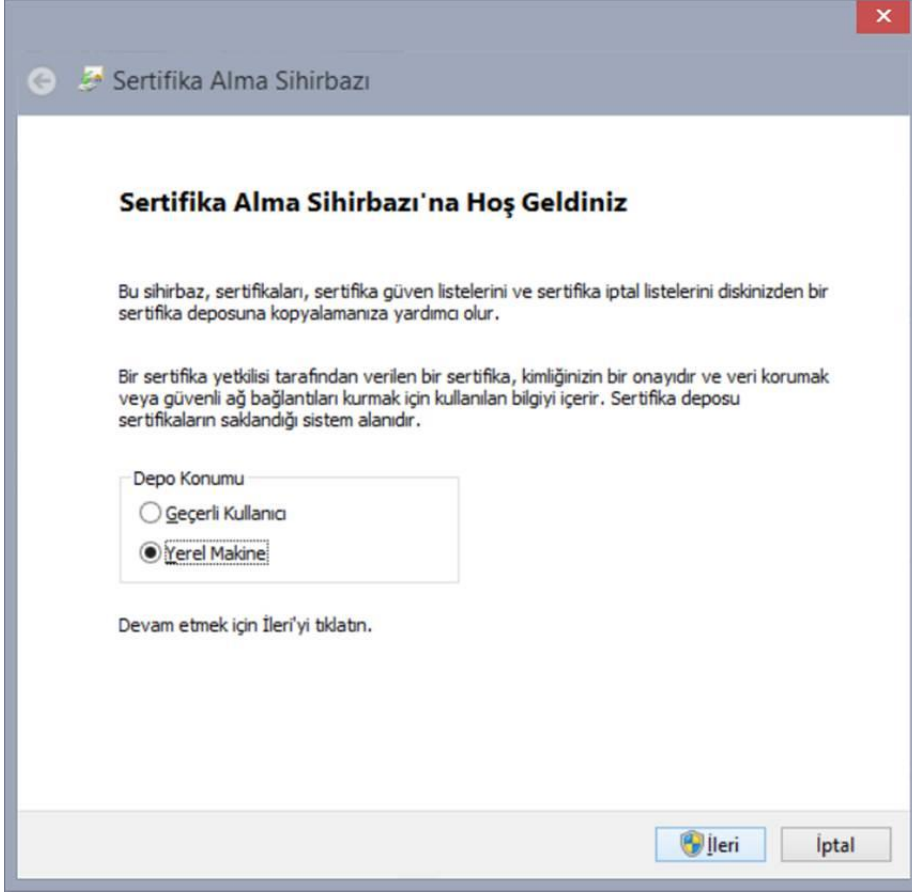 Sertifika Alma Sihirbazı
Sertifika Alma Sihirbazı'na Hoş Geldiniz
Bu sihirbaz, sertifikaları, sertifika güven listelerini ve sertifika iptal listelerini diskinizden bir
sertifika deposuna kopyalamanıza yardımcı olur.
Bir sertifika yetkilisi tarafından verilen bir sertifika, kimliğinizin bir onayıdır ve veri korumak
veya güvenli ağ bağlantıları kurmak için kullanılan bilgiyi içerir. Sertifika deposu
sertifikaların saklandığı sistem alanıdır.
Depo Konumu
Geçerli Kullanıcı
Yerel Makine
Devam etmek için İleri'yi tıklatın.
İleri İptal